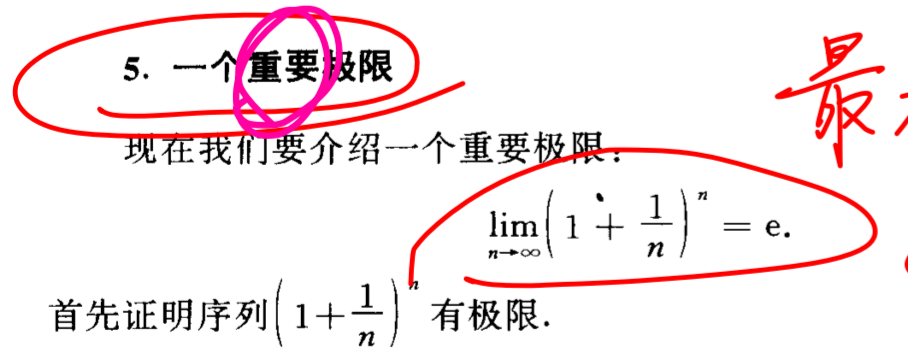 5. 一个重要极限
最
现在我们要介绍一个重要极限:
lim_{n→∞}(1 + 1/n)^n = e.
首先证明序列(1+1/n)^n 有极限.